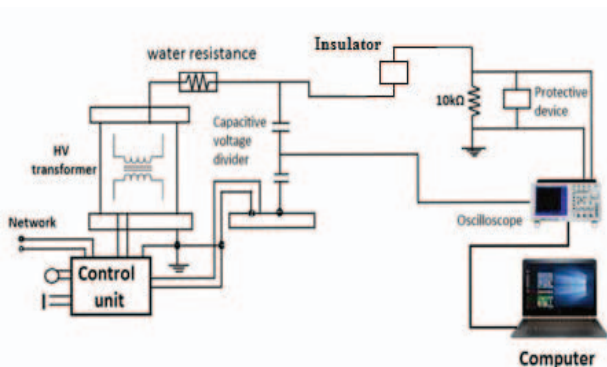 water resistance
Insulator
10kΩ
Protective
device
Capacitive
voltage
divider
HV
transformer
Network
Oscilloscope
Control
unit
Computer